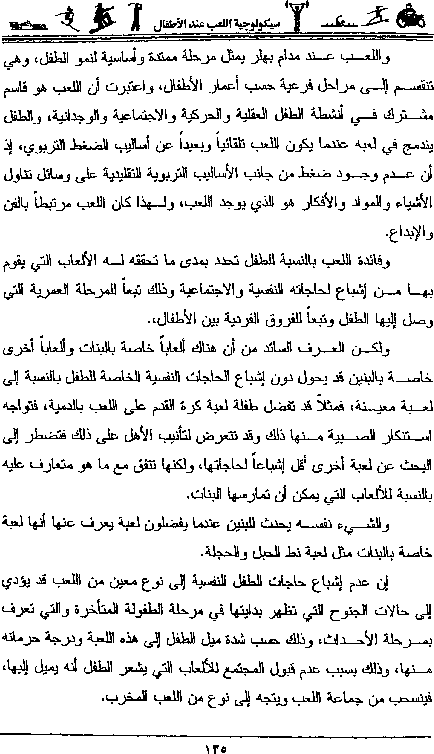 سيكولوجية اللعب عند الأطفال
واللعب عند مدام بهلر يمثل مرحلة ممتدة وأساسية لنمو الطفل، وهي
تنقسم إلى مراحل فرعية حسب أعمار الأطفال، واعتبرت أن اللعب هو قاسم
مشترك في أنشطة الطفل العقلية والحركية والاجتماعية والوجدانية، والطفل
يندمج في لعبه عندما يكون اللعب تلقائياً وبعيداً عن أساليب الضغط التربوي، إذ
أن عدم وجود ضغط من جانب الأساليب التربوية التقليدية على وسائل تناول
الأشياء والمواد والأفكار هو الذي يوجد اللعب، ولهذا كان اللعب مرتبطاً بالفن
والإبداع.
وفائدة اللعب بالنسبة للطفل تحدد بمدى ما تحققه له الألعاب التي يقوم
بها من إشباع لحاجاته النفسية والاجتماعية وذلك تبعاً للمرحلة العمرية التي
وصل إليها الطفل وتبعاً للفروق الفردية بين الأطفال،.
ولكن العرف السائد من أن هناك ألعاباً خاصة بالبنات وألعاباً أخرى
خاصة بالبنين قد يحول دون إشباع الحاجات النفسية الخاصة للطفل بالنسبة إلى
لعبة معينة، فمثلاً قد تفضل طفلة لعبة كرة القدم على اللعب بالدمية، فتواجه
استنكار الصبية منها ذلك وقد تتعرض لتأنيب الأهل على ذلك فتضطر إلى
البحث عن لعبة أخرى أقل إشباعاً لحاجاتها، ولكنها تتفق مع ما هو متعارف عليه
بالنسبة للألعاب التي يمكن أن تمارسها البنات.
والشيء نفسه يحدث للبنين عندما يفضلون لعبة يعرف عنها أنها لعبة
خاصة بالبنات مثل لعبة نط الحبل والحجلة.
إن عدم إشباع حاجات الطفل النفسية إلى نوع معين من اللعب قد يؤدي
إلى حالات الجنوح التي تظهر بدايتها في مرحلة الطفولة المتأخرة والتي تعرف
بمرحلة الأحداث، وذلك حسب شدة ميل الطفل إلى هذه اللعبة ودرجة حرمانه
منها، وذلك بسبب عدم قبول المجتمع للألعاب التي يشعر الطفل أنه يميل إليها،
فينسحب من جماعة اللعب ويتجه إلى نوع من اللعب المخرب.
١٣٥